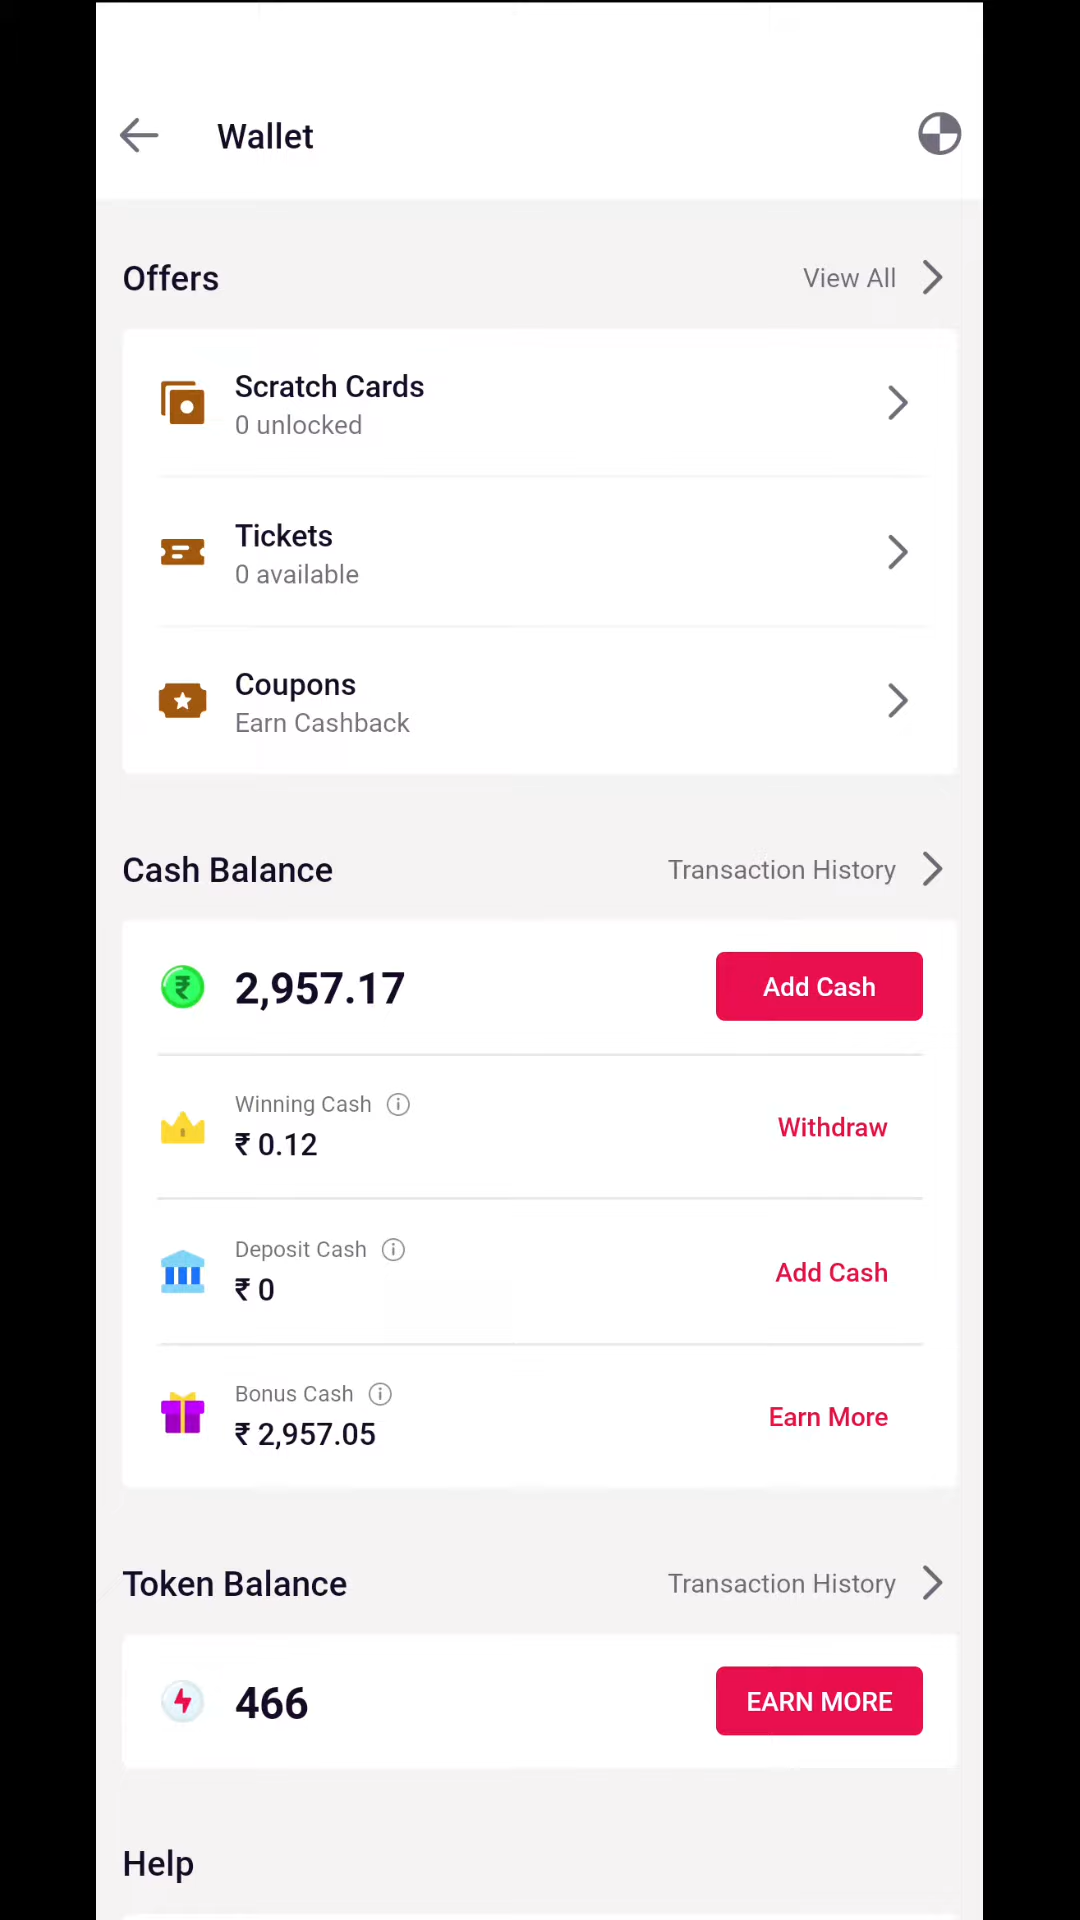 Wallet
Offers
View All
Scratch Cards
0 unlocked
Tickets
0 available
Coupons
Earn Cashback
Cash Balance
Transaction History
₹
2,957.17
Add Cash
Winning Cash
₹ 0.12
Withdraw
Deposit Cash
₹ 0
Add Cash
Bonus Cash
₹ 2,957.05
Earn More
Token Balance
Transaction History
466
EARN MORE
Help